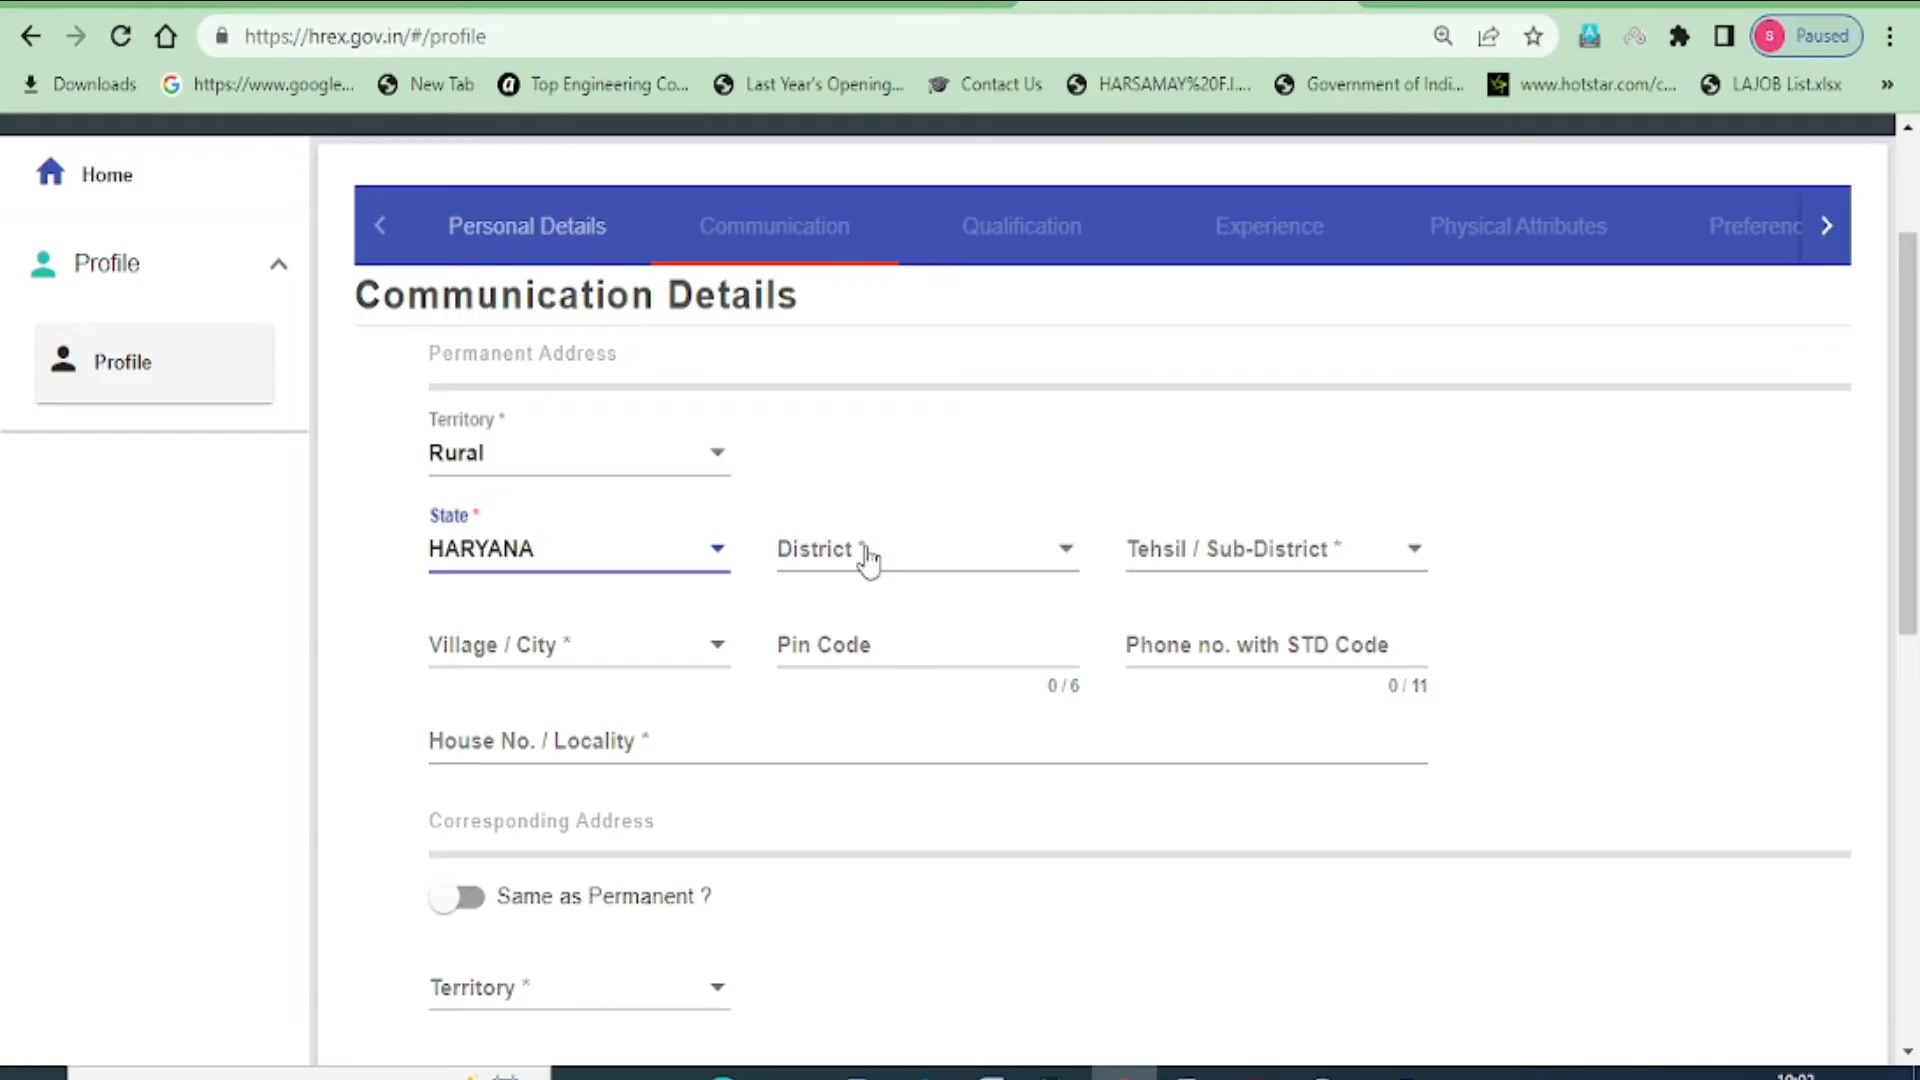 https://hrex.gov.in/#/profile
S Paused
Downloads https://www.google... New Tab Top Engineering Co... Last Year's Opening... Contact Us HARSAMAY%20F.I.... Government of Indi... www.hotstar.com/c... LAJOB List.xlsx »
Home
Profile
Profile
Personal Details Communication Qualification Experience Physical Attributes Preferenc
Communication Details
Permanent Address
Territory *
Rural
State *
HARYANA
District * Tehsil / Sub-District *
Village / City * Pin Code Phone no. with STD Code
0 / 6 0 / 11
House No. / Locality *
Corresponding Address
Same as Permanent ?
Territory *